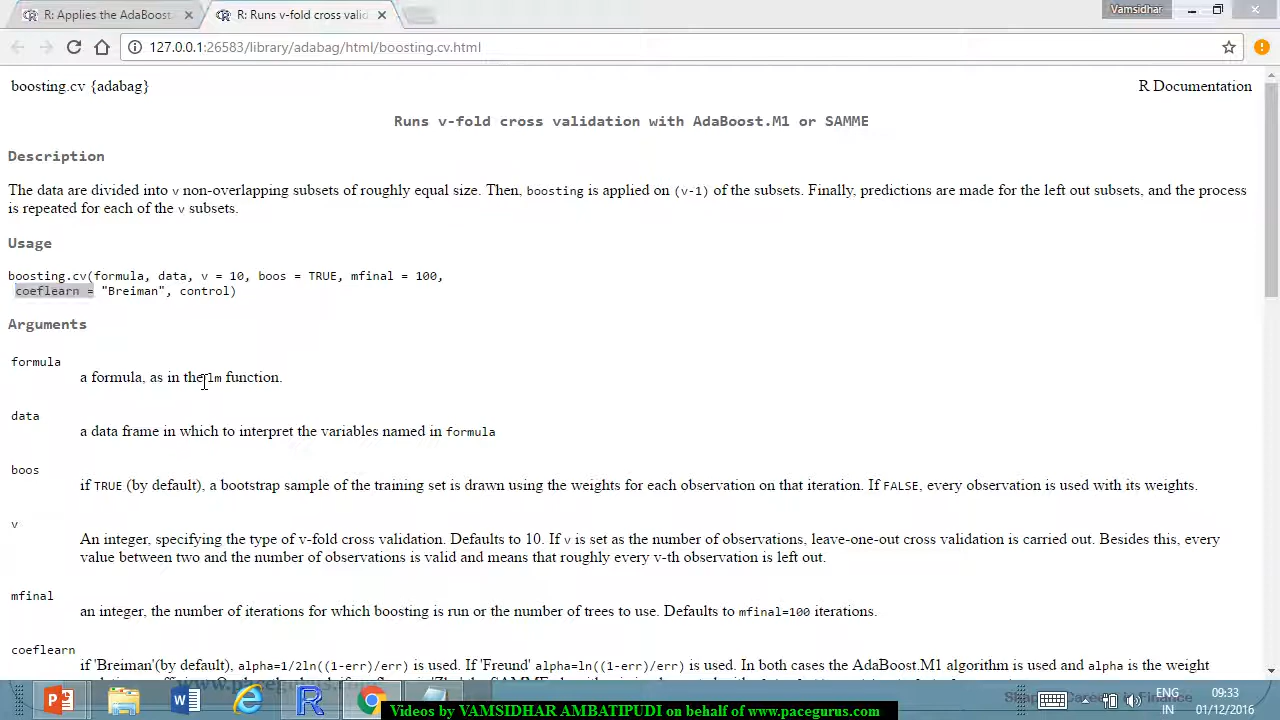 R: Applies the AdaBoost
R: Runs v-fold cross valid
Vamsidhar
127.0.0.1:26583/library/adabag/html/boosting.cv.html
boosting.cv {adabag}
R Documentation
Runs v-fold cross validation with AdaBoost.M1 or SAMME
Description
The data are divided into v non-overlapping subsets of roughly equal size. Then, boosting is applied on (v-1) of the subsets. Finally, predictions are made for the left out subsets, and the process
is repeated for each of the v subsets.
Usage
boosting.cv(formula, data, v = 10, boos = TRUE, mfinal = 100,
coeflearn = "Breiman", control)
Arguments
formula
a formula, as in the lm function.
data
a data frame in which to interpret the variables named in formula
boos
if TRUE (by default), a bootstrap sample of the training set is drawn using the weights for each observation on that iteration. If FALSE, every observation is used with its weights.
v
An integer, specifying the type of v-fold cross validation. Defaults to 10. If v is set as the number of observations, leave-one-out cross validation is carried out. Besides this, every
value between two and the number of observations is valid and means that roughly every v-th observation is left out.
mfinal
an integer, the number of iterations for which boosting is run or the number of trees to use. Defaults to mfinal=100 iterations.
coeflearn
if 'Breiman'(by default), alpha=1/2ln((1-err)/err) is used. If 'Freund' alpha=ln((1-err)/err) is used. In both cases the AdaBoost.M1 algorithm is used and alpha is the weight
www.pacegurus.com
ENG
IN
09:33
01/12/2016
Videos by VAMSIDHAR AMBATIPUDI on behalf of www.pacegurus.com